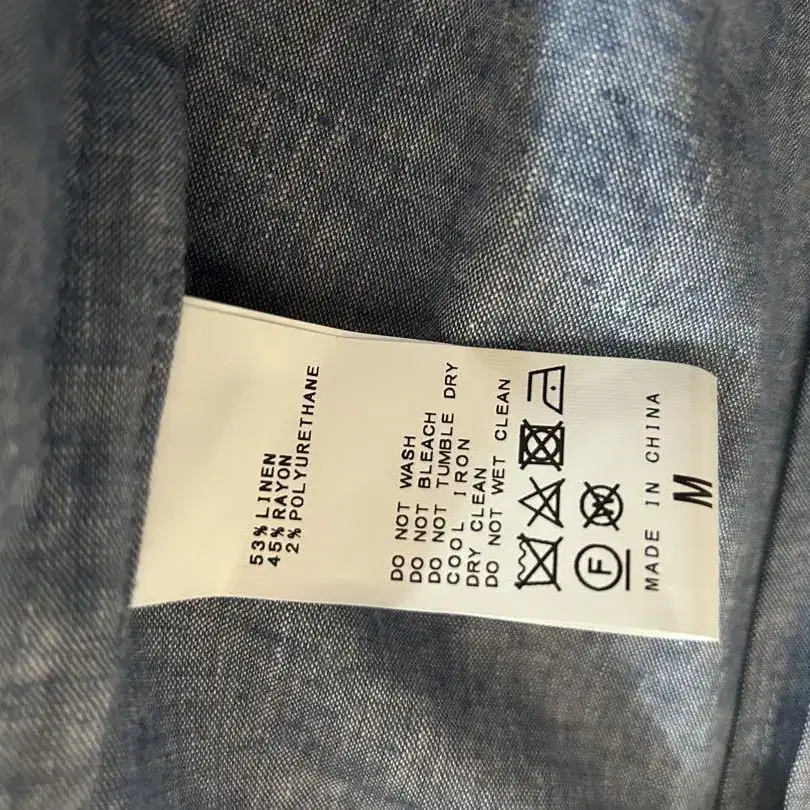 53% LINEN
45% RAYON
2% POLYURETHANE
DO NOT WASH
DO NOT BLEACH
DO NOT TUMBLE DRY
COOL IRON
DRY CLEAN
DO NOT WET CLEAN
F W
MADE IN CHINA
M